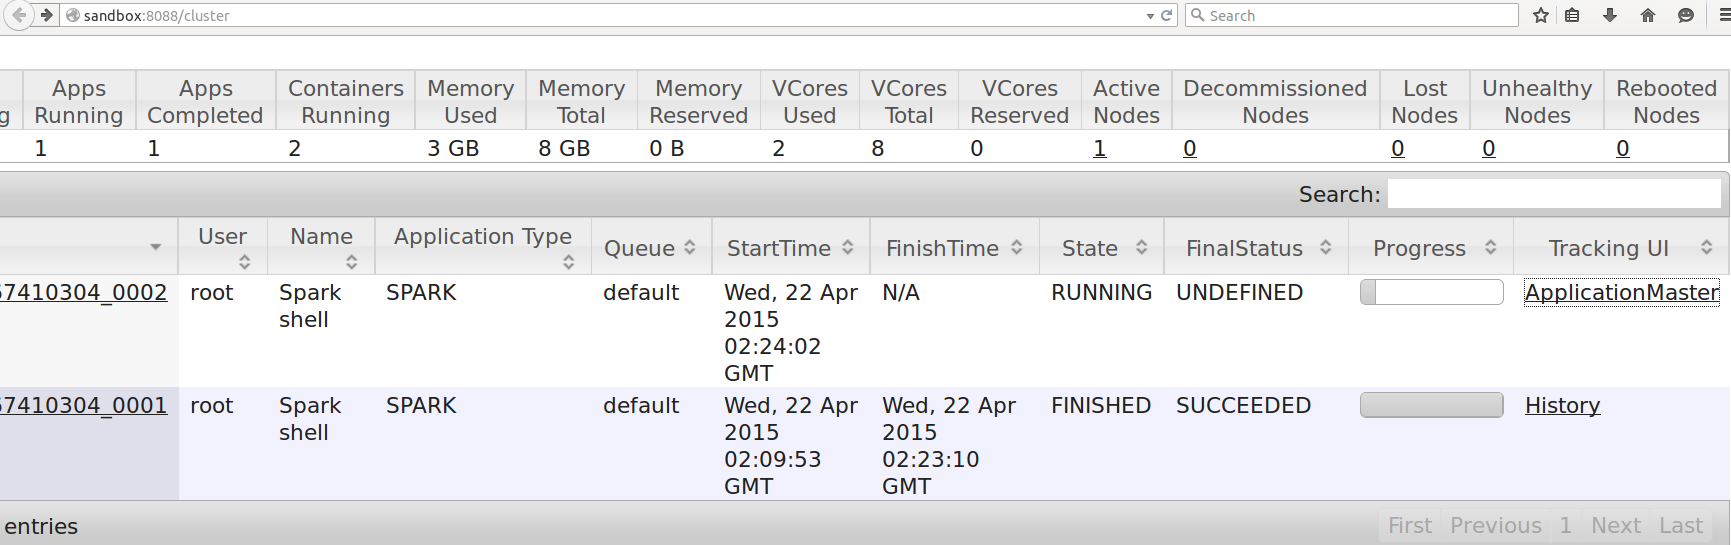 sandbox:8088/cluster Search
Apps Apps Containers Memory Memory Memory VCores VCores VCores Active Decommissioned Lost Unhealthy Rebooted
g Running Completed Running Used Total Reserved Used Total Reserved Nodes Nodes Nodes Nodes Nodes
1 1 2 3 GB 8 GB 0 B 2 8 0 1 0 0 0 0
Search:
User Name Application Type Queue StartTime FinishTime State FinalStatus Progress Tracking UI
57410304_0002 root Spark SPARK default Wed, 22 Apr N/A RUNNING UNDEFINED ApplicationMaster
shell 2015
02:24:02
GMT
57410304_0001 root Spark SPARK default Wed, 22 Apr Wed, 22 Apr FINISHED SUCCEEDED History
shell 2015 2015
02:09:53 02:23:10
GMT GMT
entries First Previous 1 Next Last